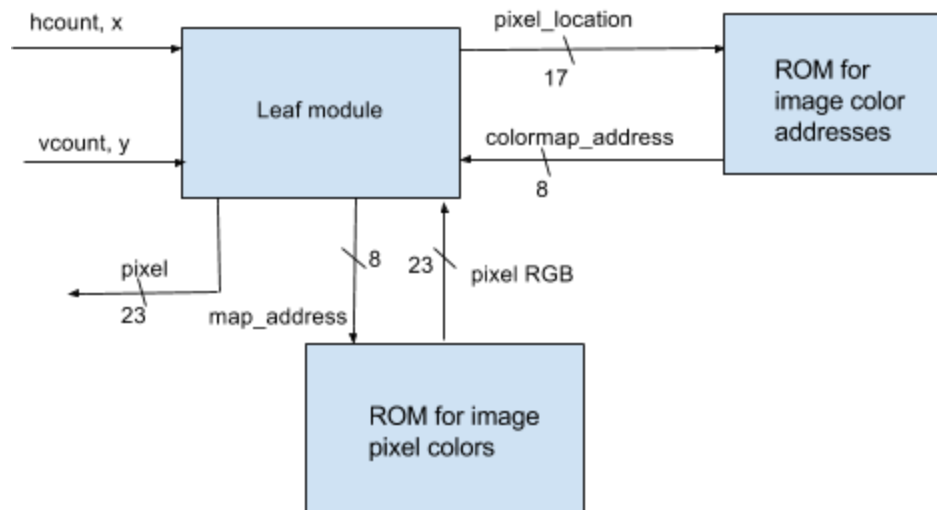 hcount, x
pixel_location
17
ROM for
image color
addresses
Leaf module
vcount, y
colormap_address
8
pixel
23
8
23
pixel RGB
map_address
ROM for image
pixel colors